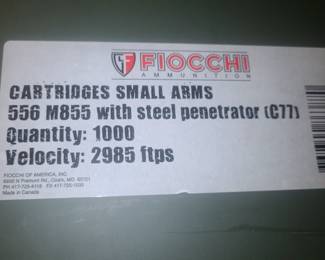 FIOCCHI
AMMUNITION
CARTRIDGES SMALL ARMS
556 M855 with steel penetrator (C77)
Quantity: 1000
Velocity: 2985 ftps
FIOCCHI OF AMERICA, INC.
Made in Canada